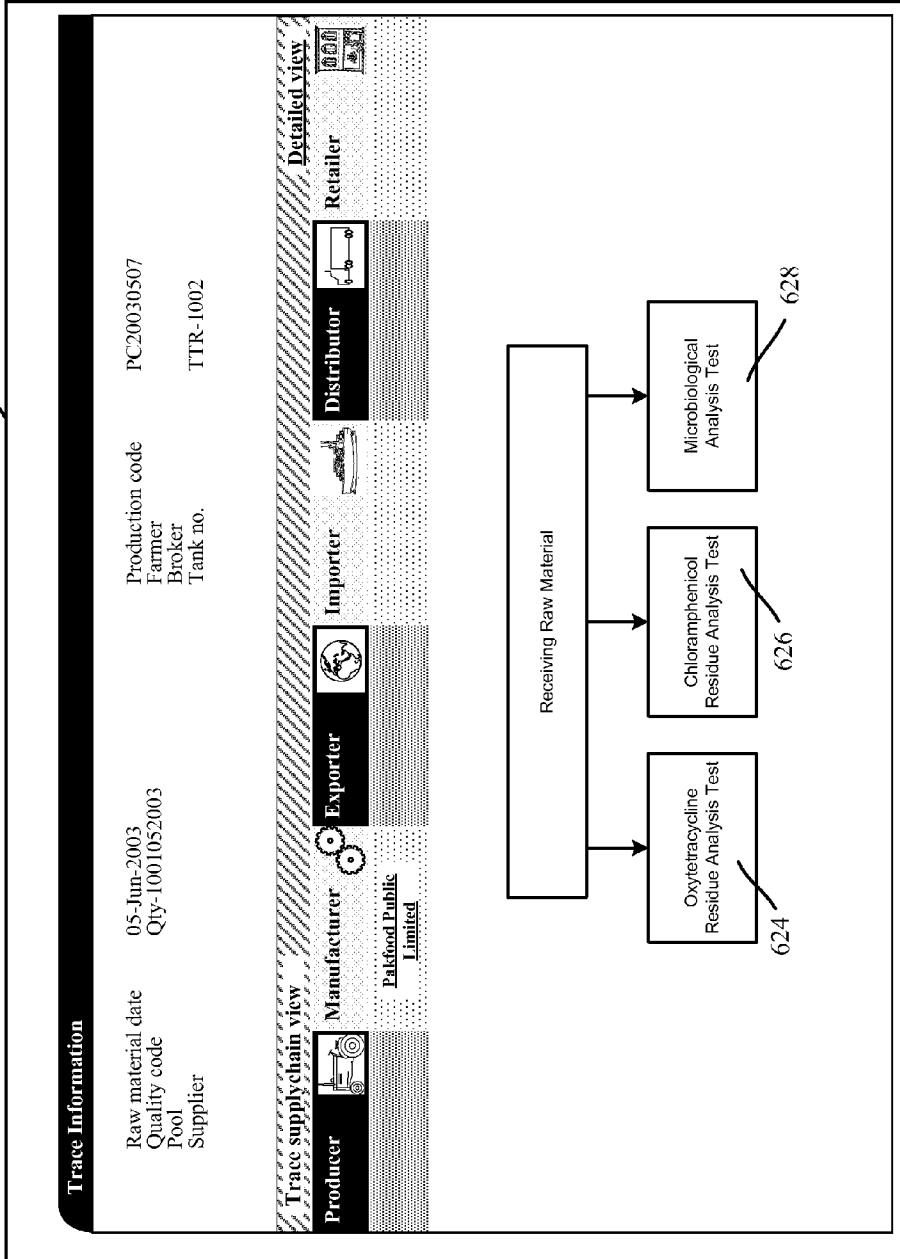 Trace Information
Raw material date 05-Jun-2003 Production code PC20030507
Quality code Qty-1001052003 Farmer
Pool Broker
Supplier Tank no. TTR-1002
Trace supplychain view Detailed view
Producer Manufacturer Exporter Importer Distributor Retailer
Pakfood Public
Limited
Receiving Raw Material
Oxytetracycline
Residue Analysis Test
Chloramphenicol
Residue Analysis Test
Microbiological
Analysis Test
624
626
628